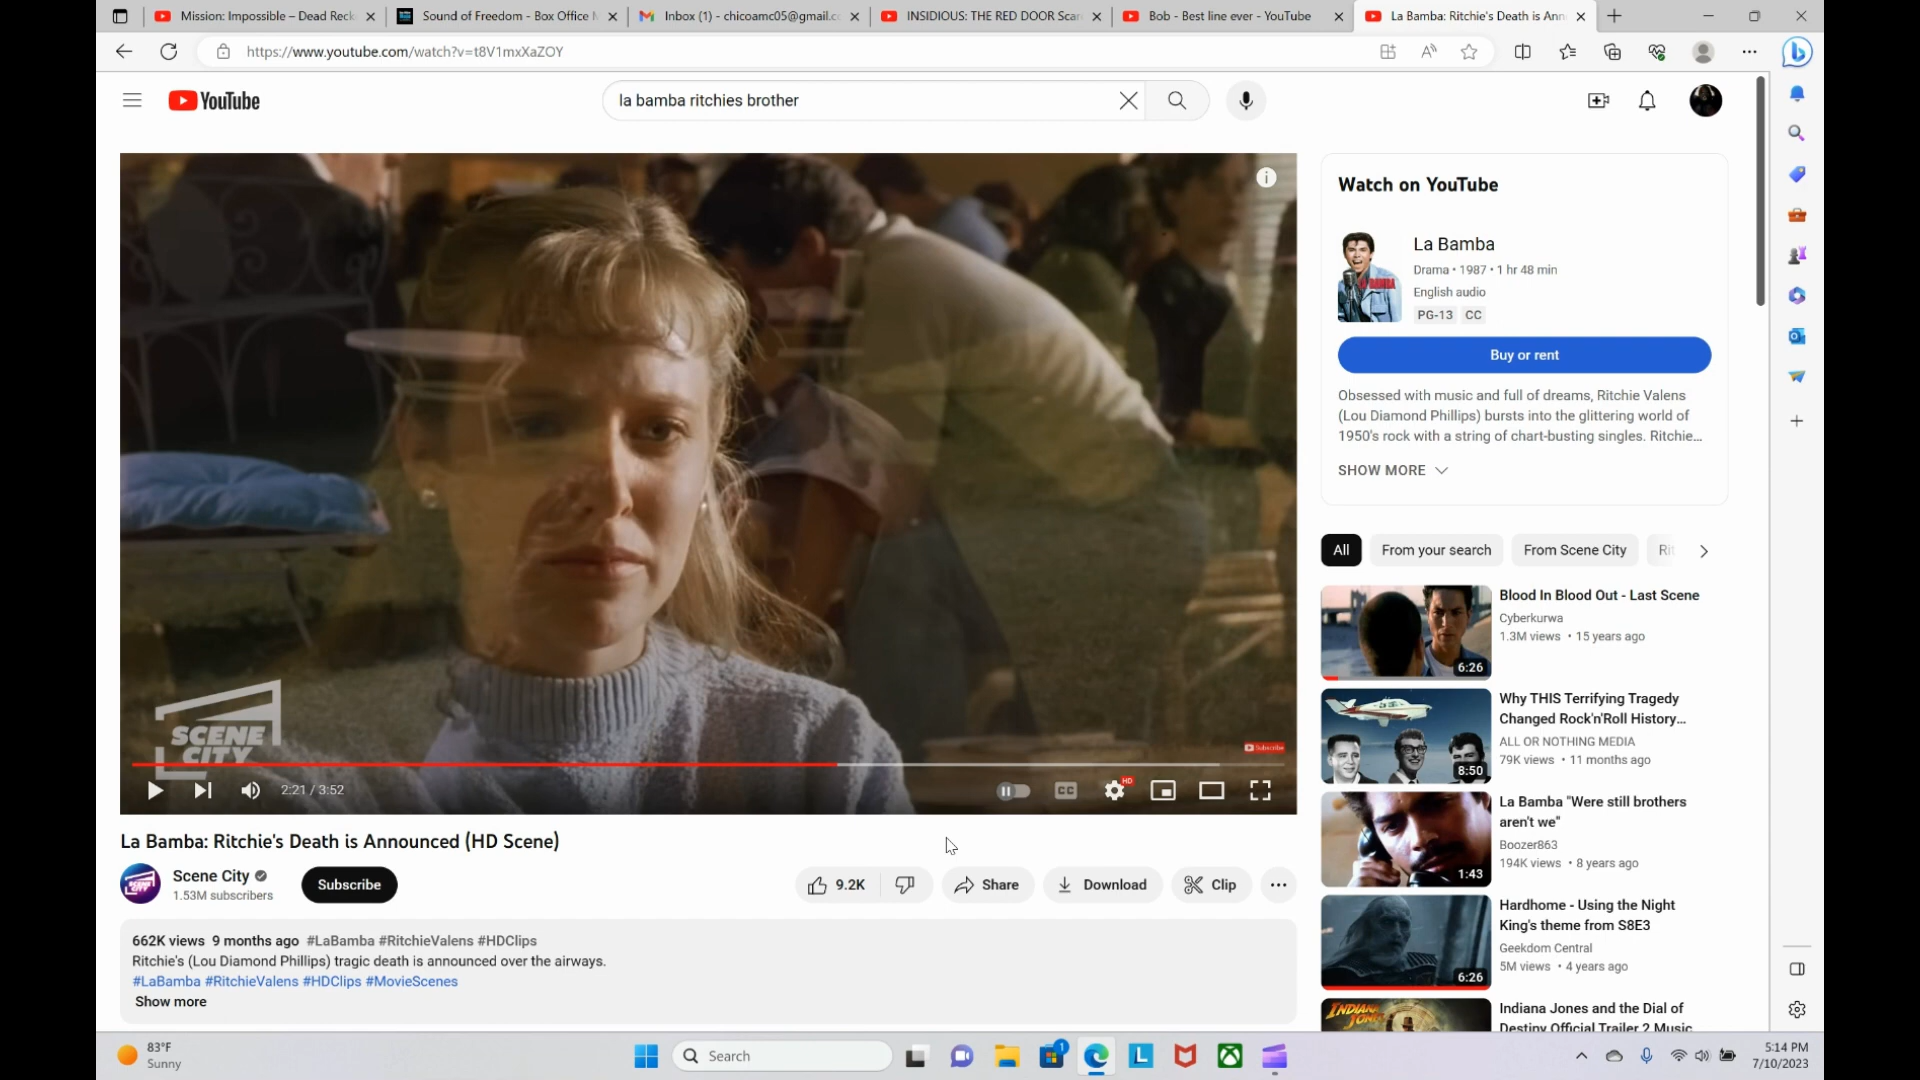 Mission: Impossible – Dead Reck
Sound of Freedom - Box Office M
Inbox (1) - chicoamc05@gmail.c
INSIDIOUS: THE RED DOOR Scar
Bob - Best line ever - YouTube
La Bamba: Ritchie's Death is Ann
https://www.youtube.com/watch?v=t8V1mxXaZOY
YouTube
la bamba ritchies brother
Watch on YouTube
La Bamba
Drama • 1987 • 1 hr 48 min
English audio
PG-13 CC
Buy or rent
Obsessed with music and full of dreams, Ritchie Valens
(Lou Diamond Phillips) bursts into the glittering world of
1950's rock with a string of chart-busting singles. Ritchie...
SHOW MORE
All
From your search
From Scene City
Rit
SCENE
CITY
Subscribe
2:21 / 3:52
CC
HD
La Bamba: Ritchie's Death is Announced (HD Scene)
Scene City
1.53M subscribers
Subscribe
9.2K
Share
Download
Clip
662K views 9 months ago #LaBamba #RitchieValens #HDClips
Ritchie's (Lou Diamond Phillips) tragic death is announced over the airways.
#LaBamba #RitchieValens #HDClips #MovieScenes
Show more
Blood In Blood Out - Last Scene
Cyberkurwa
1.3M views • 15 years ago
6:26
Why THIS Terrifying Tragedy
Changed Rock'n'Roll History...
ALL OR NOTHING MEDIA
79K views • 11 months ago
8:50
La Bamba "Were still brothers
aren't we"
Boozer863
194K views • 8 years ago
1:43
Hardhome - Using the Night
King's theme from S8E3
Geekdom Central
5M views • 4 years ago
6:26
Indiana Jones and the Dial of
Destiny Official Trailer 2 Music
INDIANA
JONES
83°F
Sunny
Search
1
5:14 PM
7/10/2023